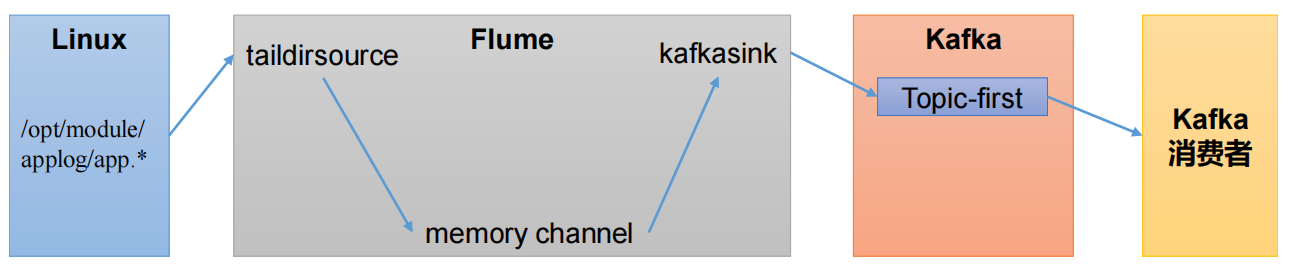 Linux
/opt/module/
applog/app.*
Flume
taildirsource
kafkasink
memory channel
Kafka
Topic-first
Kafka
消费者